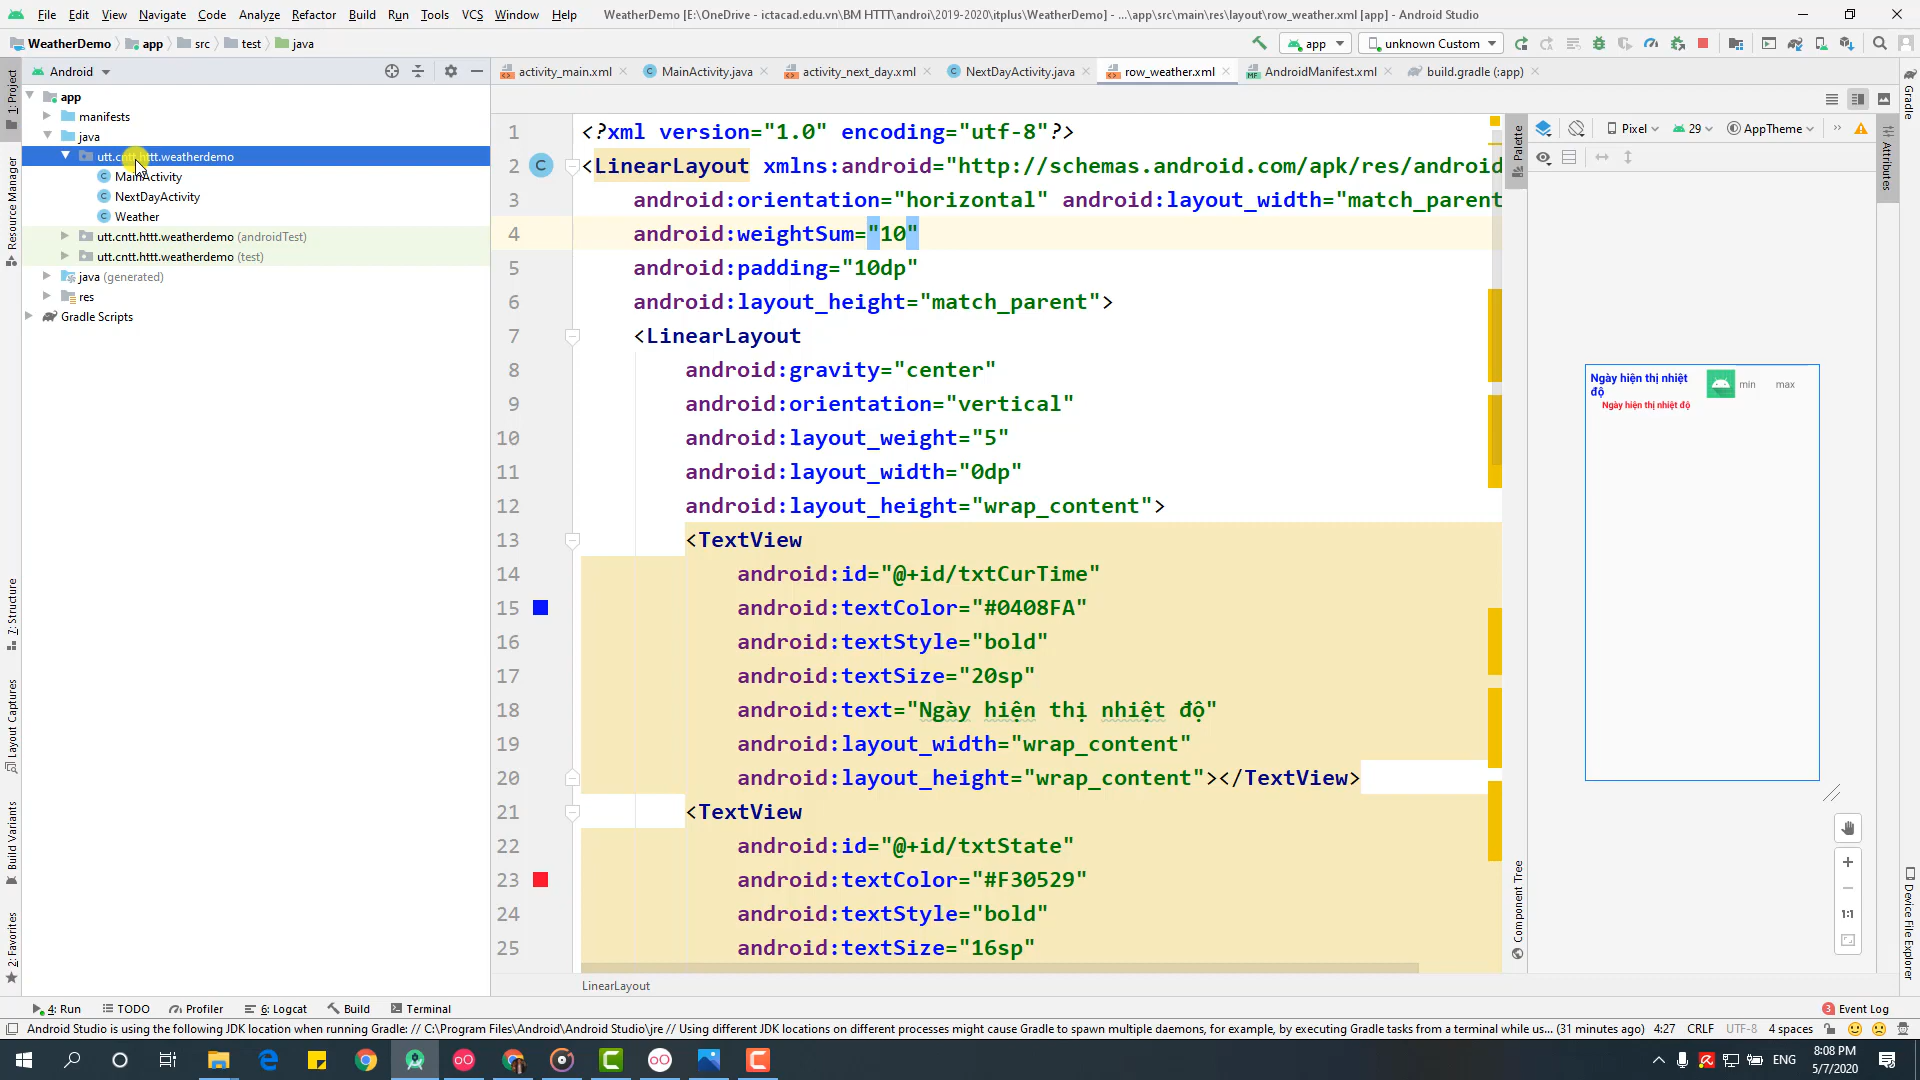 File Edit View Navigate Code Analyze Refactor Build Run Tools VCS Window Help WeatherDemo [E:\OneDrive - ictacad.edu.vn\BM HTTT\androi\2019-2020\itplus\WeatherDemo] - ...\app\src\main\res\layout\row_weather.xml [app] - Android Studio
WeatherDemo app src test java app unknown Custom
Android
activity_main.xml MainActivity.java activity_next_day.xml NextDayActivity.java row_weather.xml AndroidManifest.xml build.gradle (:app)
app
manifests
java
utt.cntt.httt.weatherdemo
MainActivity
NextDayActivity
Weather
utt.cntt.httt.weatherdemo (androidTest)
utt.cntt.httt.weatherdemo (test)
java (generated)
res
Gradle Scripts
1: Project
Resource Manager
7: Structure
Layout Captures
Build Variants
2: Favorites
1 <?xml version="1.0" encoding="utf-8"?>
2 <LinearLayout xmlns:android="http://schemas.android.com/apk/res/android
3 android:orientation="horizontal" android:layout_width="match_parent
4 android:weightSum="10"
5 android:padding="10dp"
6 android:layout_height="match_parent">
7 <LinearLayout
8 android:gravity="center"
9 android:orientation="vertical"
10 android:layout_weight="5"
11 android:layout_width="0dp"
12 android:layout_height="wrap_content">
13 <TextView
14 android:id="@+id/txtCurTime"
15 android:textColor="#0408FA"
16 android:textStyle="bold"
17 android:textSize="20sp"
18 android:text="Ngày hiện thị nhiệt độ"
19 android:layout_width="wrap_content"
20 android:layout_height="wrap_content"></TextView>
21 <TextView
22 android:id="@+id/txtState"
23 android:textColor="#F30529"
24 android:textStyle="bold"
25 android:textSize="16sp"
LinearLayout
Palette
Component Tree
Pixel 29 AppTheme
Ngày hiện thị nhiệt
độ
Ngày hiện thị nhiệt độ
min max
1:1
Attributes
Gradle
Device File Explorer
4: Run TODO Profiler 6: Logcat Build Terminal 3 Event Log
Android Studio is using the following JDK location when running Gradle: // C:\Program Files\Android\Android Studio\jre // Using different JDK locations on different processes might cause Gradle to spawn multiple daemons, for example, by executing Gradle tasks from a terminal while us... (31 minutes ago) 4:27 CRLF UTF-8 4 spaces
ENG
8:08 PM
5/7/2020